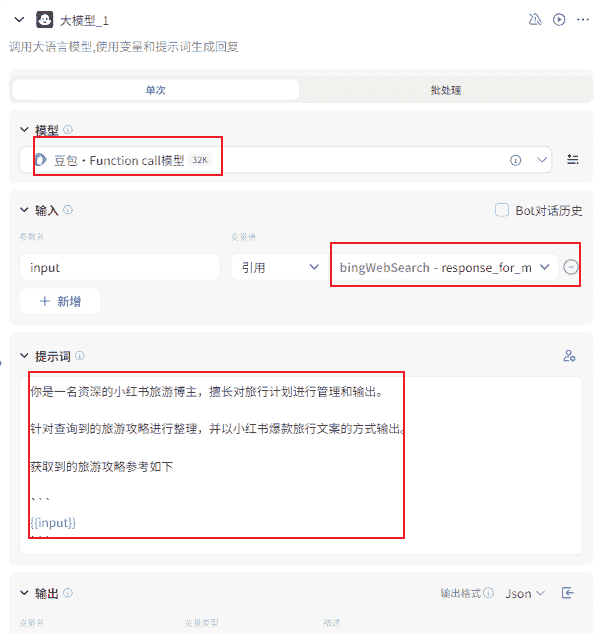 大模型_1
调用大语言模型,使用变量和提示词生成回复
单次 批处理
模型
豆包・Function call模型 32K
输入 Bot对话历史
参数名 变量值
input 引用 bingWebSearch - response_for_m
+ 新增
提示词
你是一名资深的小红书旅游博主，擅长对旅行计划进行管理和输出。
针对查询到的旅游攻略进行整理，并以小红书爆款旅行文案的方式输出。
获取到的旅游攻略参考如下
```
{{input}}
```
输出 输出格式 Json
变量名 变量类型 描述